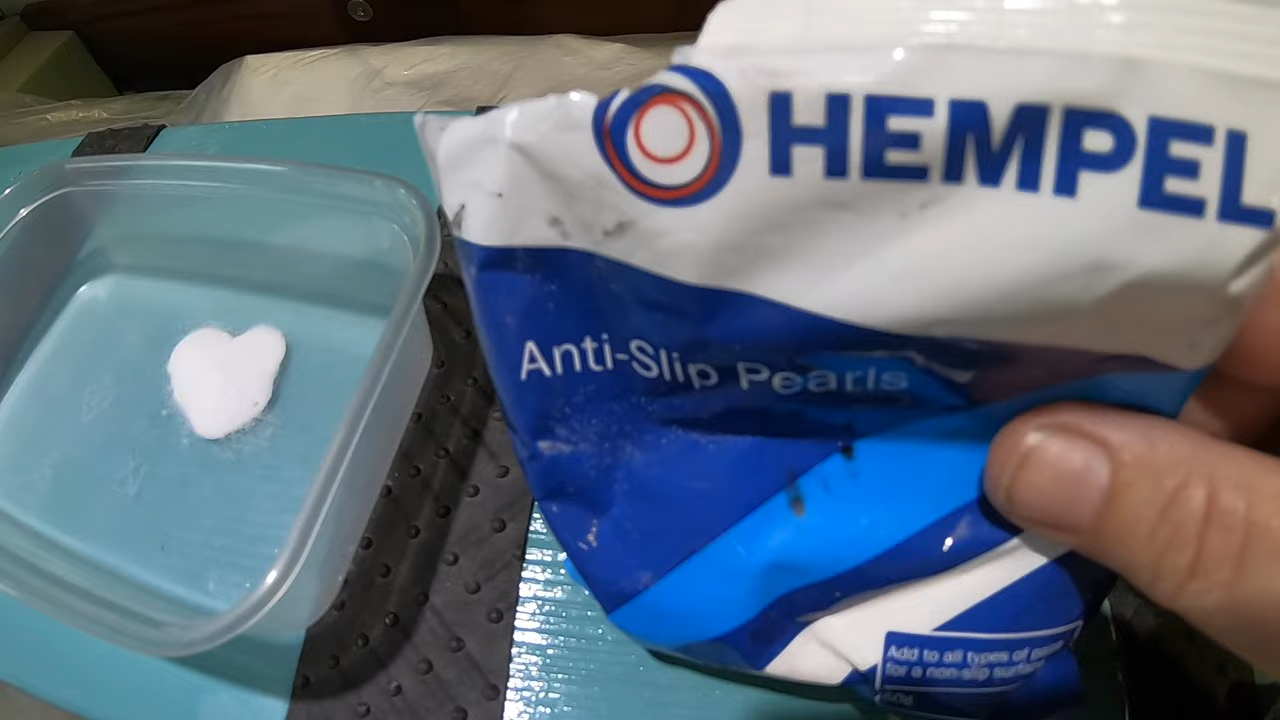 HEMPEL
Anti-Slip Pearls
Add to all types of
for a non-slip surface